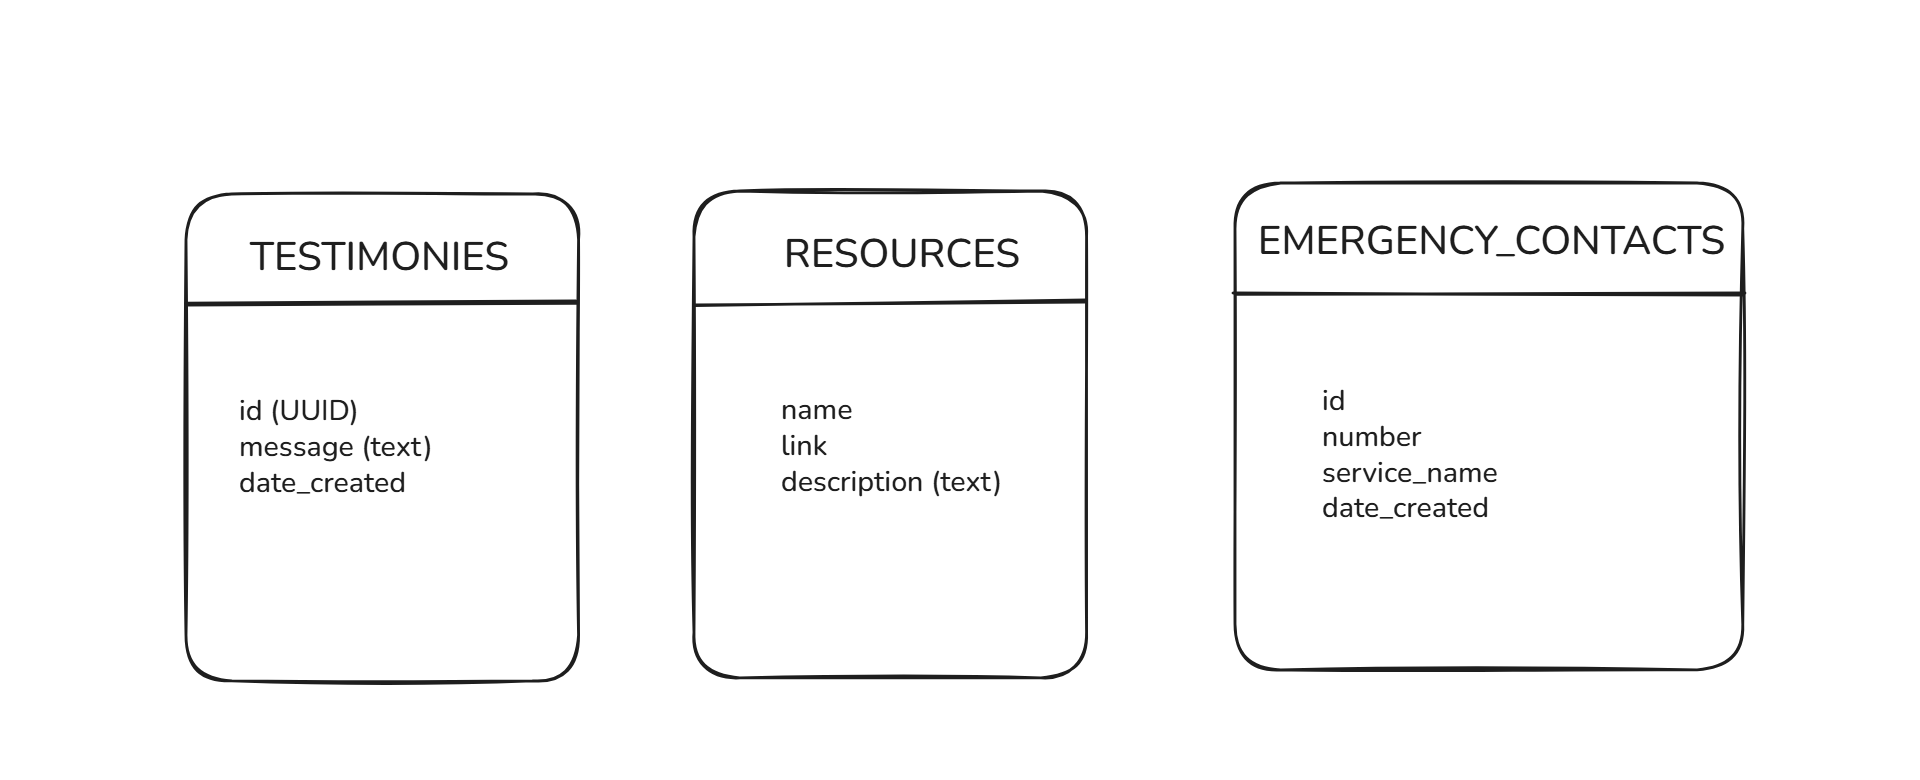 TESTIMONIES
id (UUID)
message (text)
date_created
RESOURCES
name
link
description (text)
EMERGENCY_CONTACTS
id
number
service_name
date_created